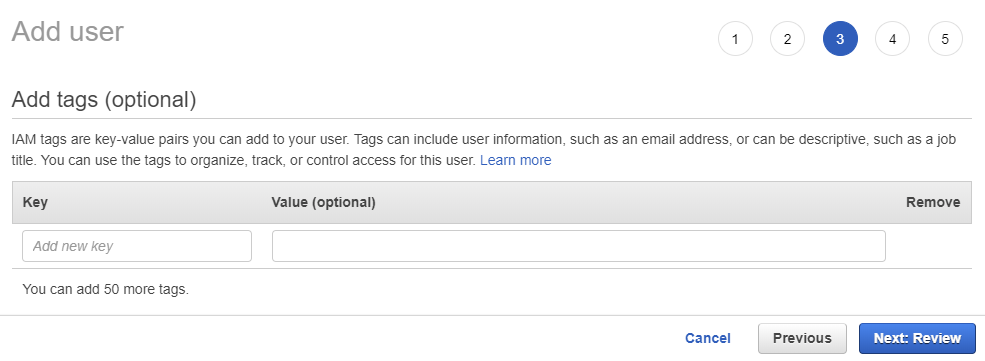 Add user
1 2 3 4 5
Add tags (optional)
IAM tags are key-value pairs you can add to your user. Tags can include user information, such as an email address, or can be descriptive, such as a job
title. You can use the tags to organize, track, or control access for this user. Learn more
Key Value (optional) Remove
Add new key
You can add 50 more tags.
Cancel Previous Next: Review